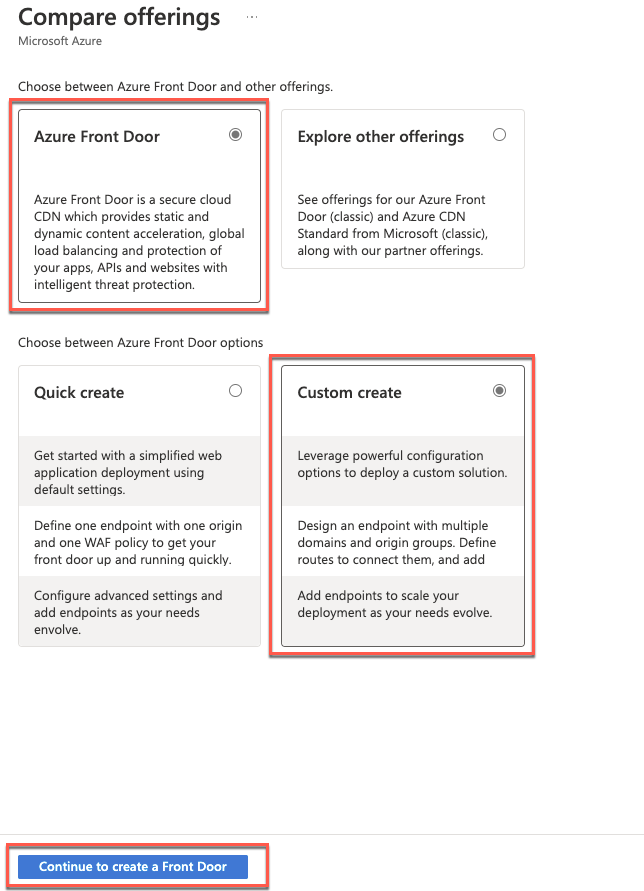 Compare offerings ...
Microsoft Azure
Choose between Azure Front Door and other offerings.
Azure Front Door
Azure Front Door is a secure cloud
CDN which provides static and
dynamic content acceleration, global
load balancing and protection of
your apps, APIs and websites with
intelligent threat protection.
Explore other offerings
See offerings for our Azure Front
Door (classic) and Azure CDN
Standard from Microsoft (classic),
along with our partner offerings.
Choose between Azure Front Door options
Quick create
Get started with a simplified web
application deployment using
default settings.
Define one endpoint with one origin
and one WAF policy to get your
front door up and running quickly.
Configure advanced settings and
add endpoints as your needs
envolve.
Custom create
Leverage powerful configuration
options to deploy a custom solution.
Design an endpoint with multiple
domains and origin groups. Define
routes to connect them, and add
Add endpoints to scale your
deployment as your needs evolve.
Continue to create a Front Door